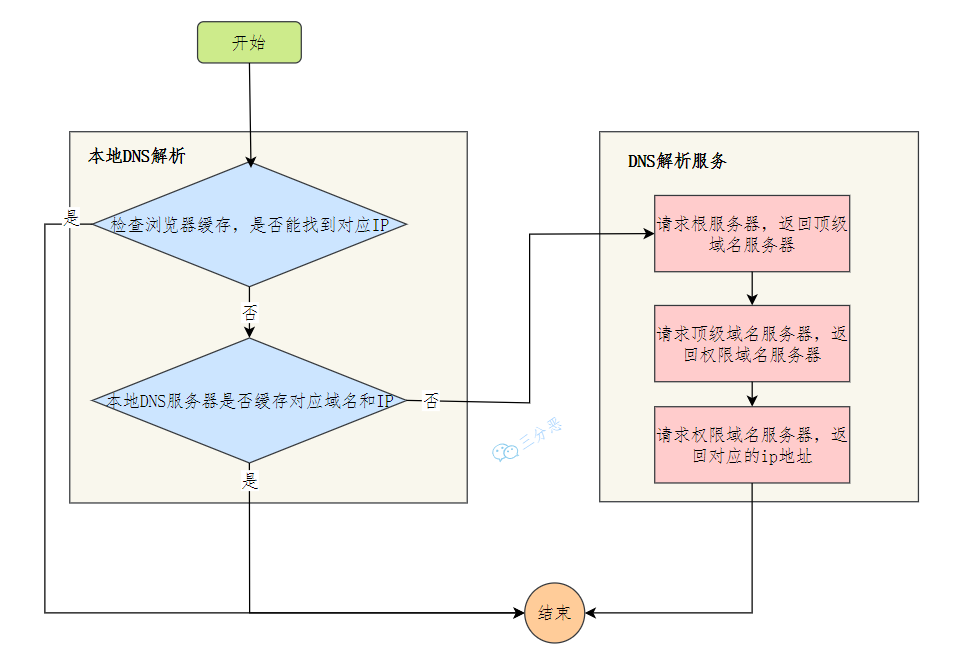 开始
本地DNS解析
检查浏览器缓存，是否能找到对应IP
是
否
本地DNS服务器是否缓存对应域名和IP
否
是
DNS解析服务
请求根服务器，返回顶级
域名服务器
请求顶级域名服务器，返
回权限域名服务器
请求权限域名服务器，返
回对应的ip地址
三分恶
结束